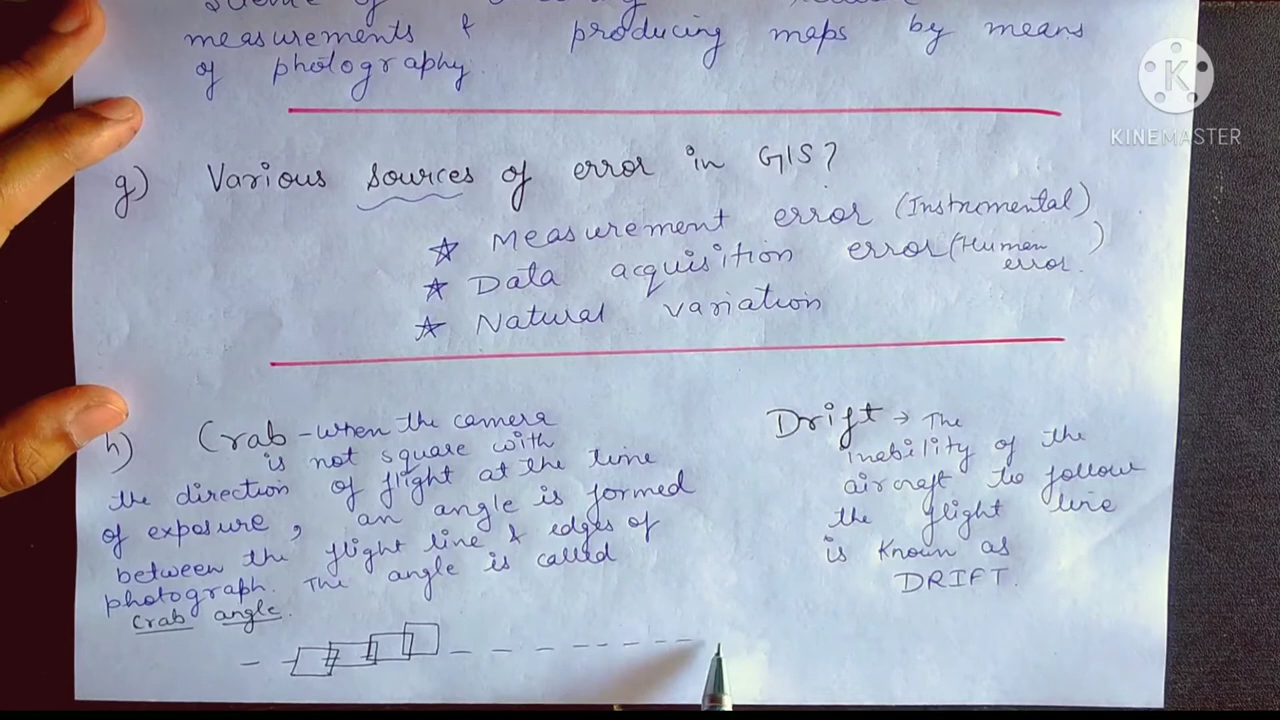 of
measurements & producing maps by means
of photography.
KINEMASTER
g) Various sources of error in GIS?
☆ Measurement error (Instrumental)
☆ Data acquisition error (Human error.)
☆ Natural variation
h) Crab - when the camera
is not square with
the direction of flight at the time
of exposure, an angle is formed
between the flight line & edges of
photograph. The angle is called
Crab angle.
Drift → The
inability of the
aircraft to follow
the flight line
is known as
DRIFT.